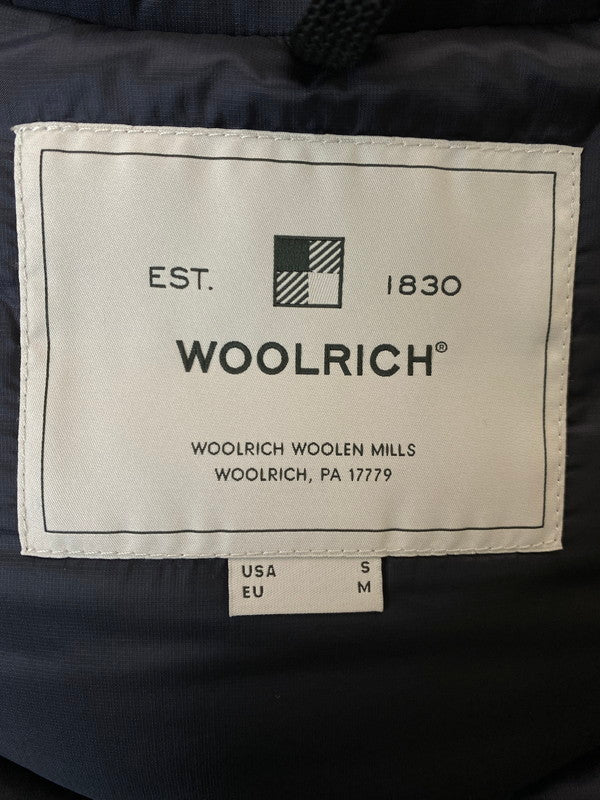 EST. 1830
WOOLRICH®
WOOLRICH WOOLEN MILLS
WOOLRICH, PA 17779
USA S
EU M